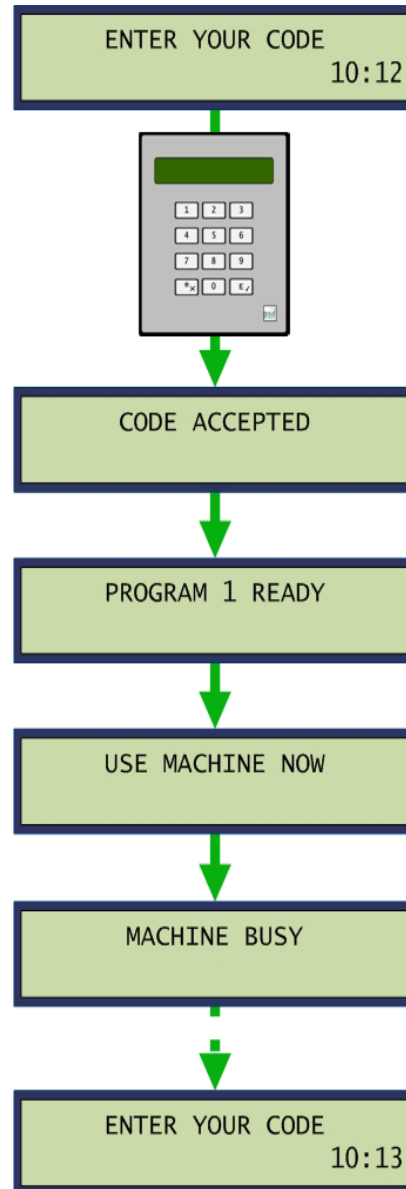 ENTER YOUR CODE
10:12
1 2 3
4 5 6
7 8 9
*x 0 E✓
psd
CODE ACCEPTED
PROGRAM 1 READY
USE MACHINE NOW
MACHINE BUSY
ENTER YOUR CODE
10:13